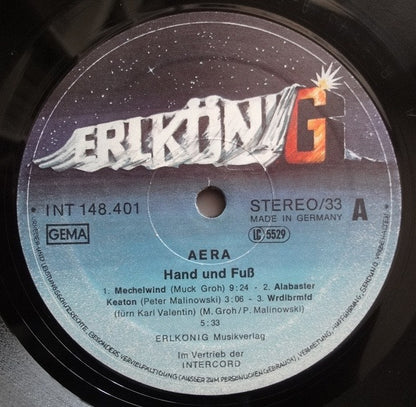 ERLKÖNIG
INT 148.401
STEREO/33
MADE IN GERMANY
A
GEMA
LC 5529
AERA
Hand und Fuß
1. Mechelwind (Muck Groh) 9:24 - 2. Alabaster
Keaton (Peter Malinowski) 3:06 - 3. Wrdlbrmfd
(fürn Karl Valentin) (M. Groh/P. Malinowski)
5:33
ERLKÖNIG Musikverlag
Im Vertrieb der
INTERCORD